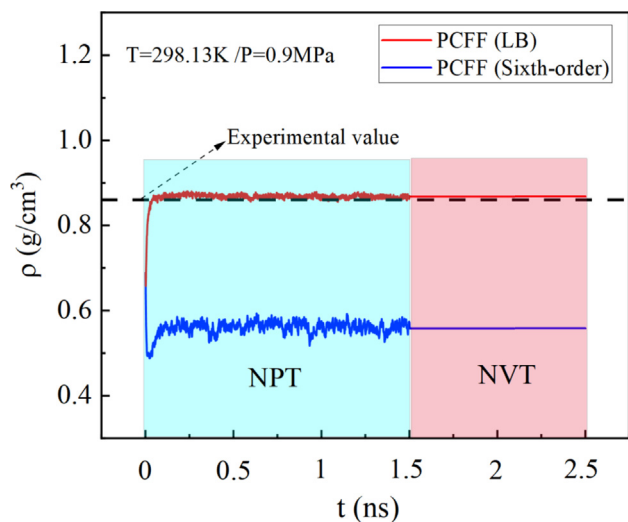 T=298.13K /P=0.9MPa
PCFF (LB)
PCFF (Sixth-order)
Experimental value
1.2
1.0
0.8
0.6
0.4
ρ (g/cm³)
NPT
NVT
0
0.5
1
1.5
2
2.5
t (ns)